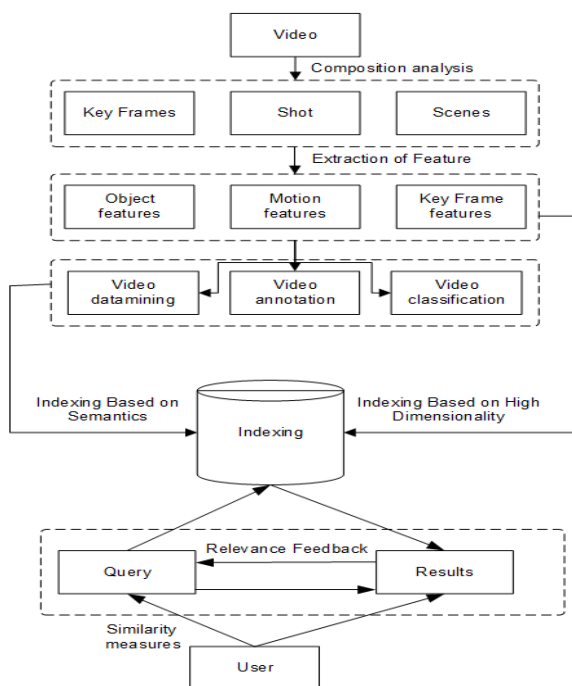 Video
Composition analysis
Key Frames
Shot
Scenes
Extraction of Feature
Object
features
Motion
features
Key Frame
features
Video
datamining
Video
annotation
Video
classification
Indexing Based on
Semantics
Indexing
Indexing Based on High
Dimensionality
Relevance Feedback
Query
Results
Similarity
measures
User